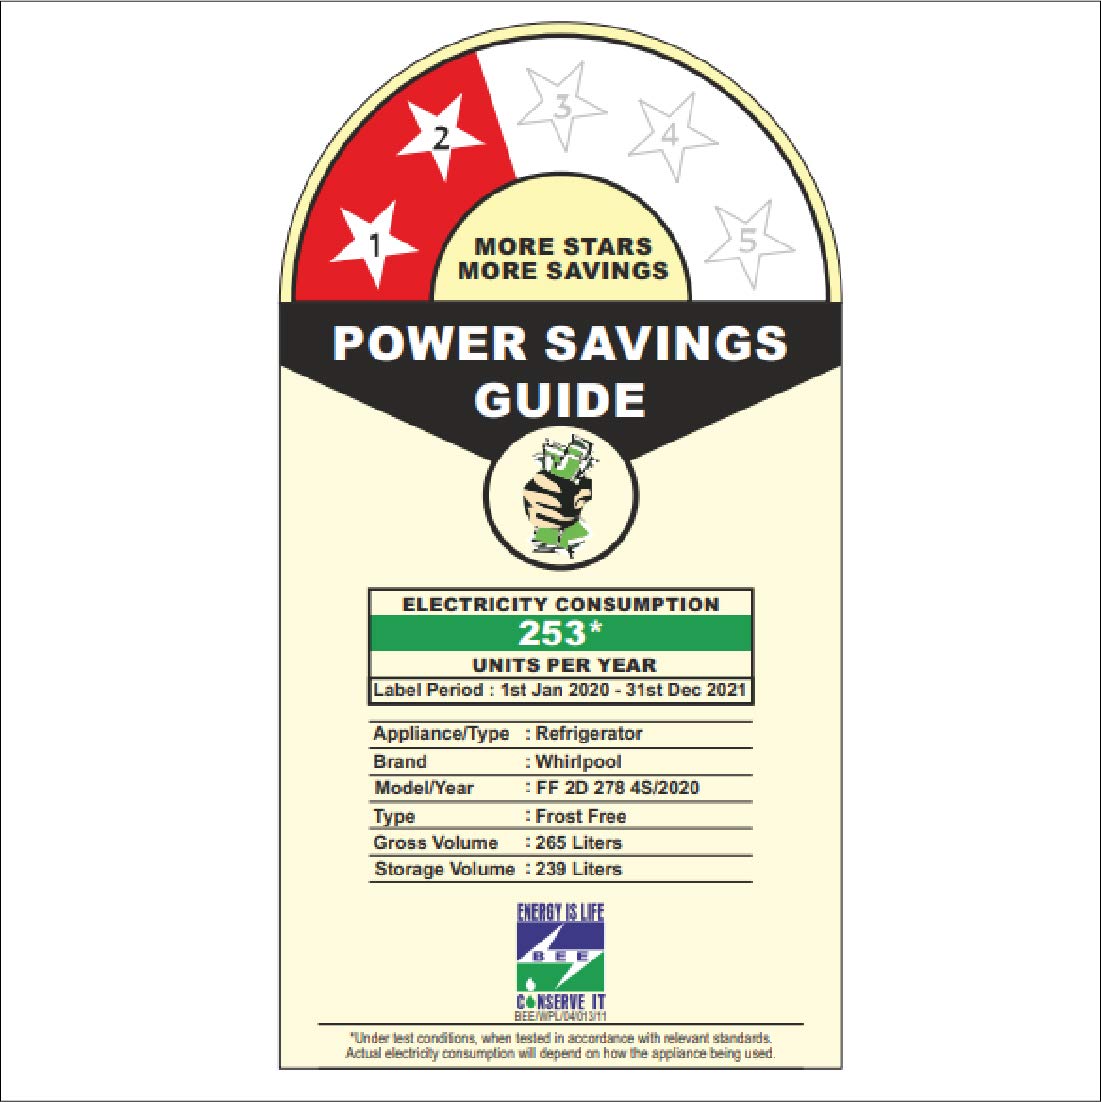 1
2
3
4
5
MORE STARS
MORE SAVINGS
POWER SAVINGS
GUIDE
ELECTRICITY CONSUMPTION
253*
UNITS PER YEAR
Label Period : 1st Jan 2020 - 31st Dec 2021
Appliance/Type : Refrigerator
Brand : Whirlpool
Model/Year : FF 2D 278 4S/2020
Type : Frost Free
Gross Volume : 265 Liters
Storage Volume : 239 Liters
ENERGY IS LIFE
BEE
CONSERVE IT
BEE/WPL/04/013/11
*Under test conditions, when tested in accordance with relevant standards.
Actual electricity consumption will depend on how the appliance being used.